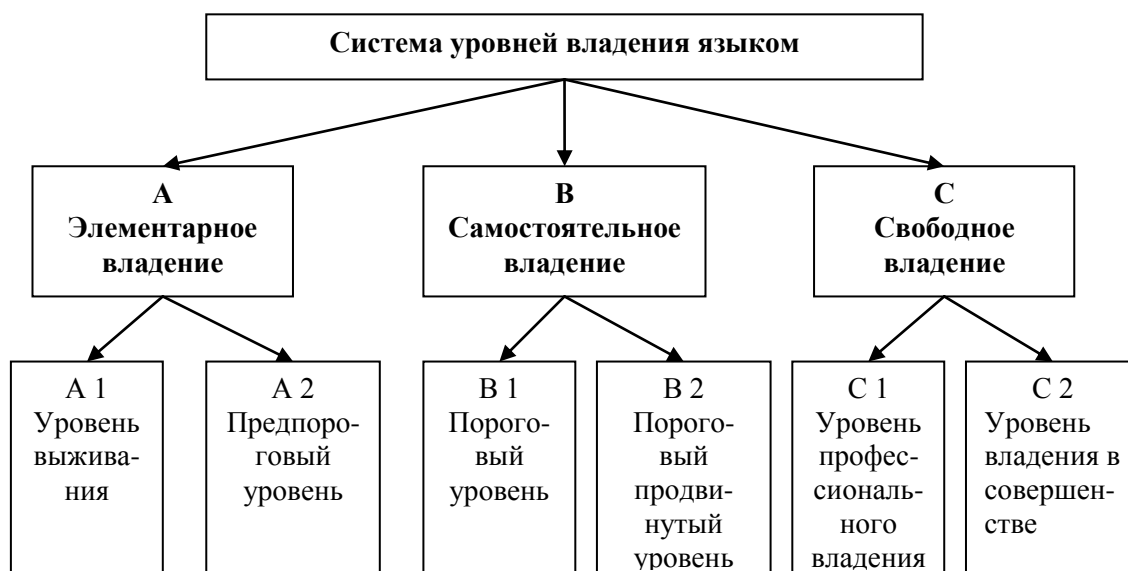 Система уровней владения языком
А
Элементарное
владение
В
Самостоятельное
владение
С
Свободное
владение
А 1
Уровень
выжива-
ния
А 2
Предпоро-
говый
уровень
В 1
Порого-
вый
уровень
В 2
Порого-
вый
продви-
нутый
уровень
С 1
Уровень
профес-
сиональ-
ного
владения
С 2
Уровень
владения в
совершен-
стве